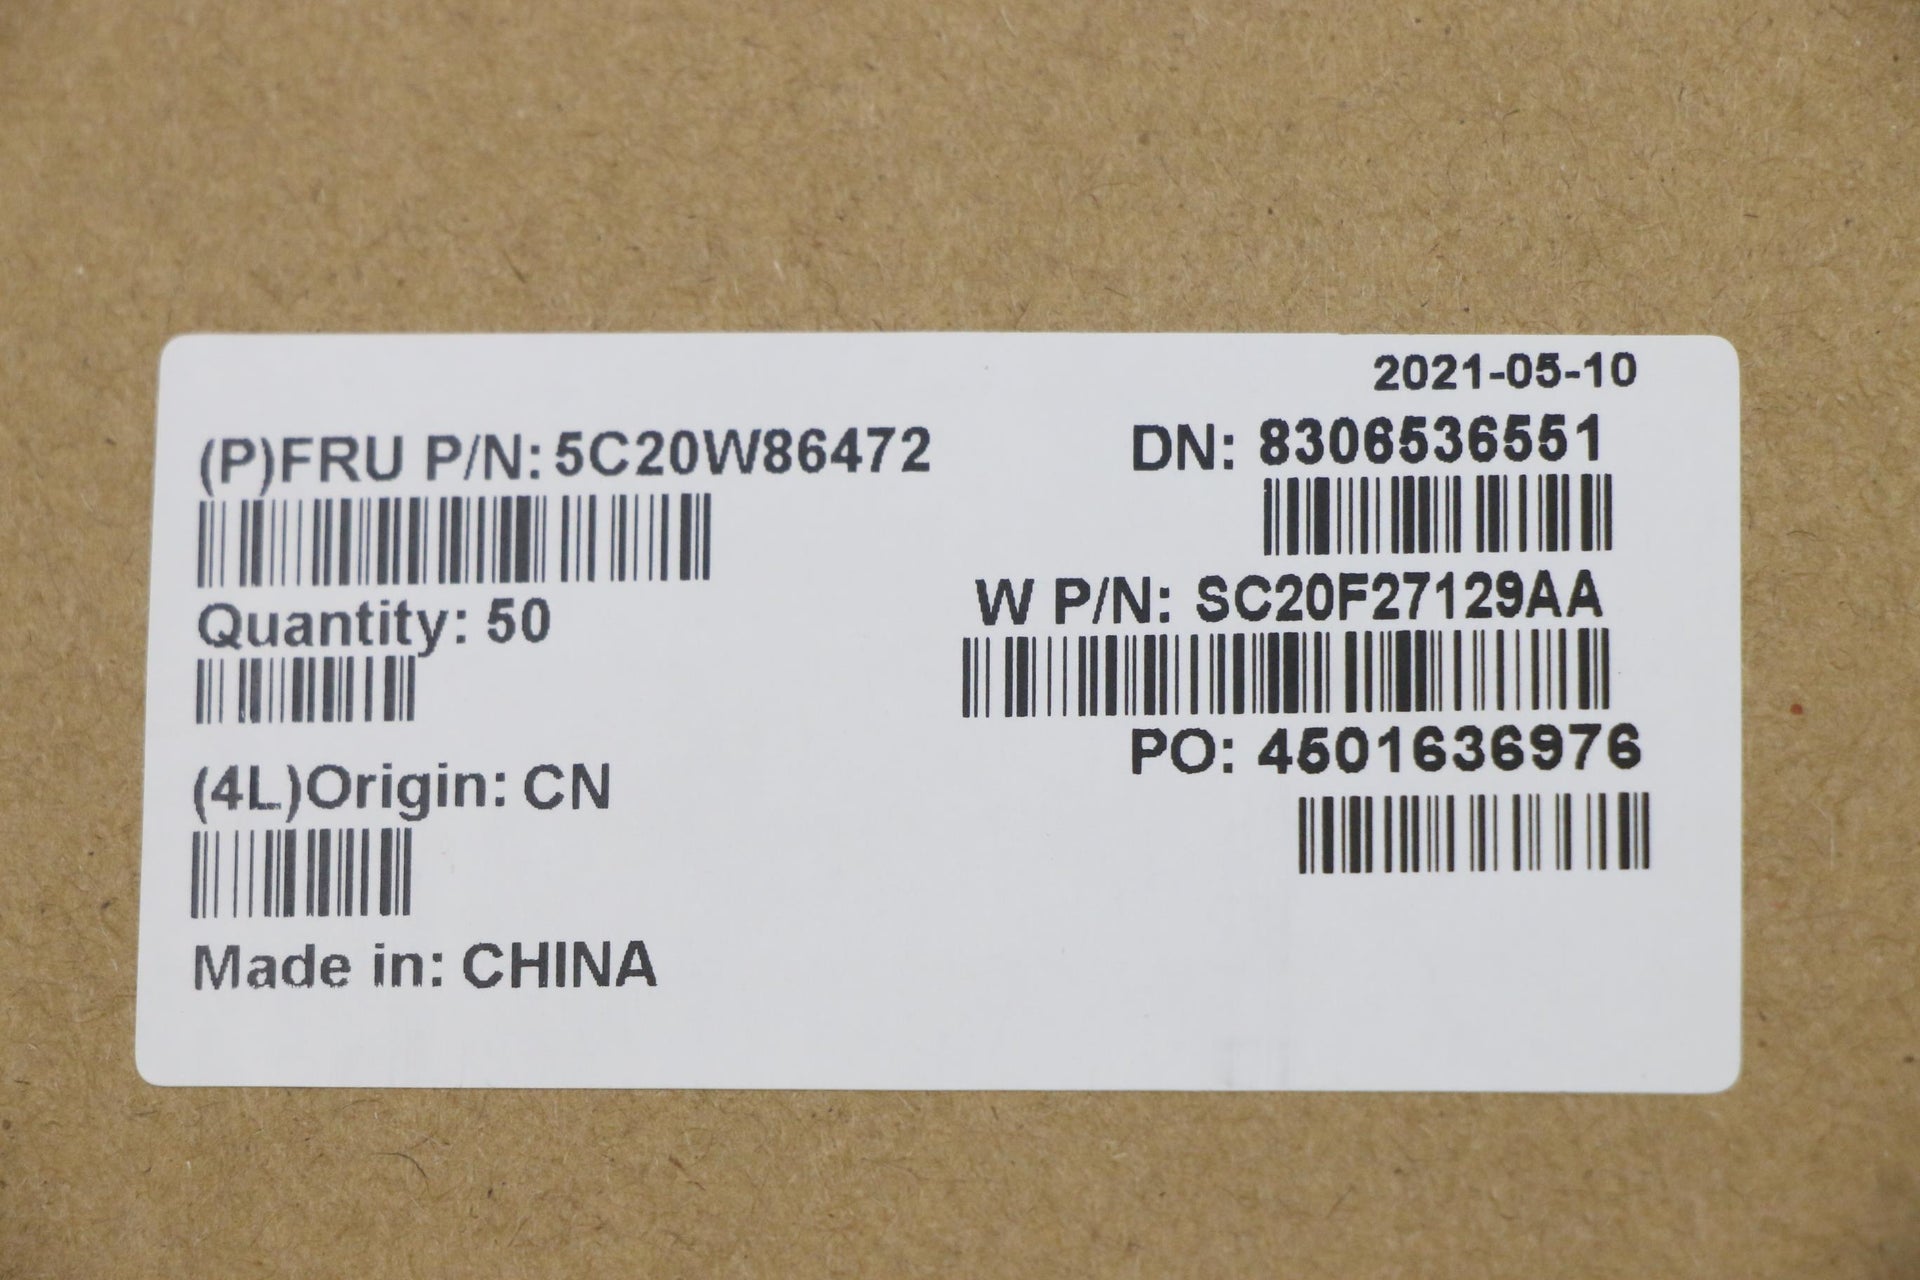 2021-05-10
(P)FRU P/N: 5C20W86472
DN: 8306536551
Quantity: 50
W P/N: SC20F27129AA
PO: 4501636976
(4L)Origin: CN
Made in: CHINA